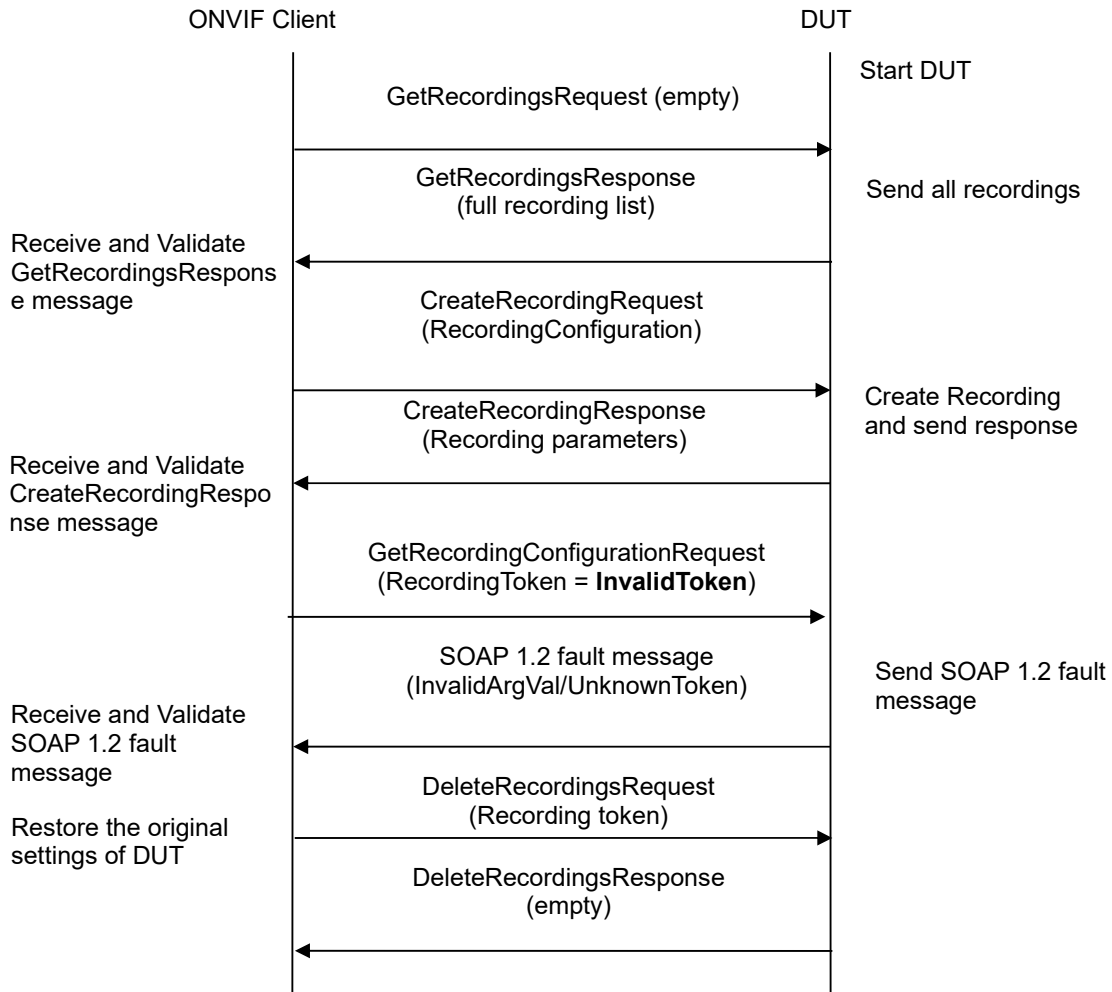 ONVIF Client
DUT
Start DUT
GetRecordingsRequest (empty)
GetRecordingsResponse
(full recording list)
Send all recordings
Receive and Validate
GetRecordingsRespons
e message
CreateRecordingRequest
(RecordingConfiguration)
Create Recording
and send response
CreateRecordingResponse
(Recording parameters)
Receive and Validate
CreateRecordingRespo
nse message
GetRecordingConfigurationRequest
(RecordingToken = InvalidToken)
SOAP 1.2 fault message
(InvalidArgVal/UnknownToken)
Send SOAP 1.2 fault
message
Receive and Validate
SOAP 1.2 fault
message
DeleteRecordingsRequest
(Recording token)
Restore the original
settings of DUT
DeleteRecordingsResponse
(empty)